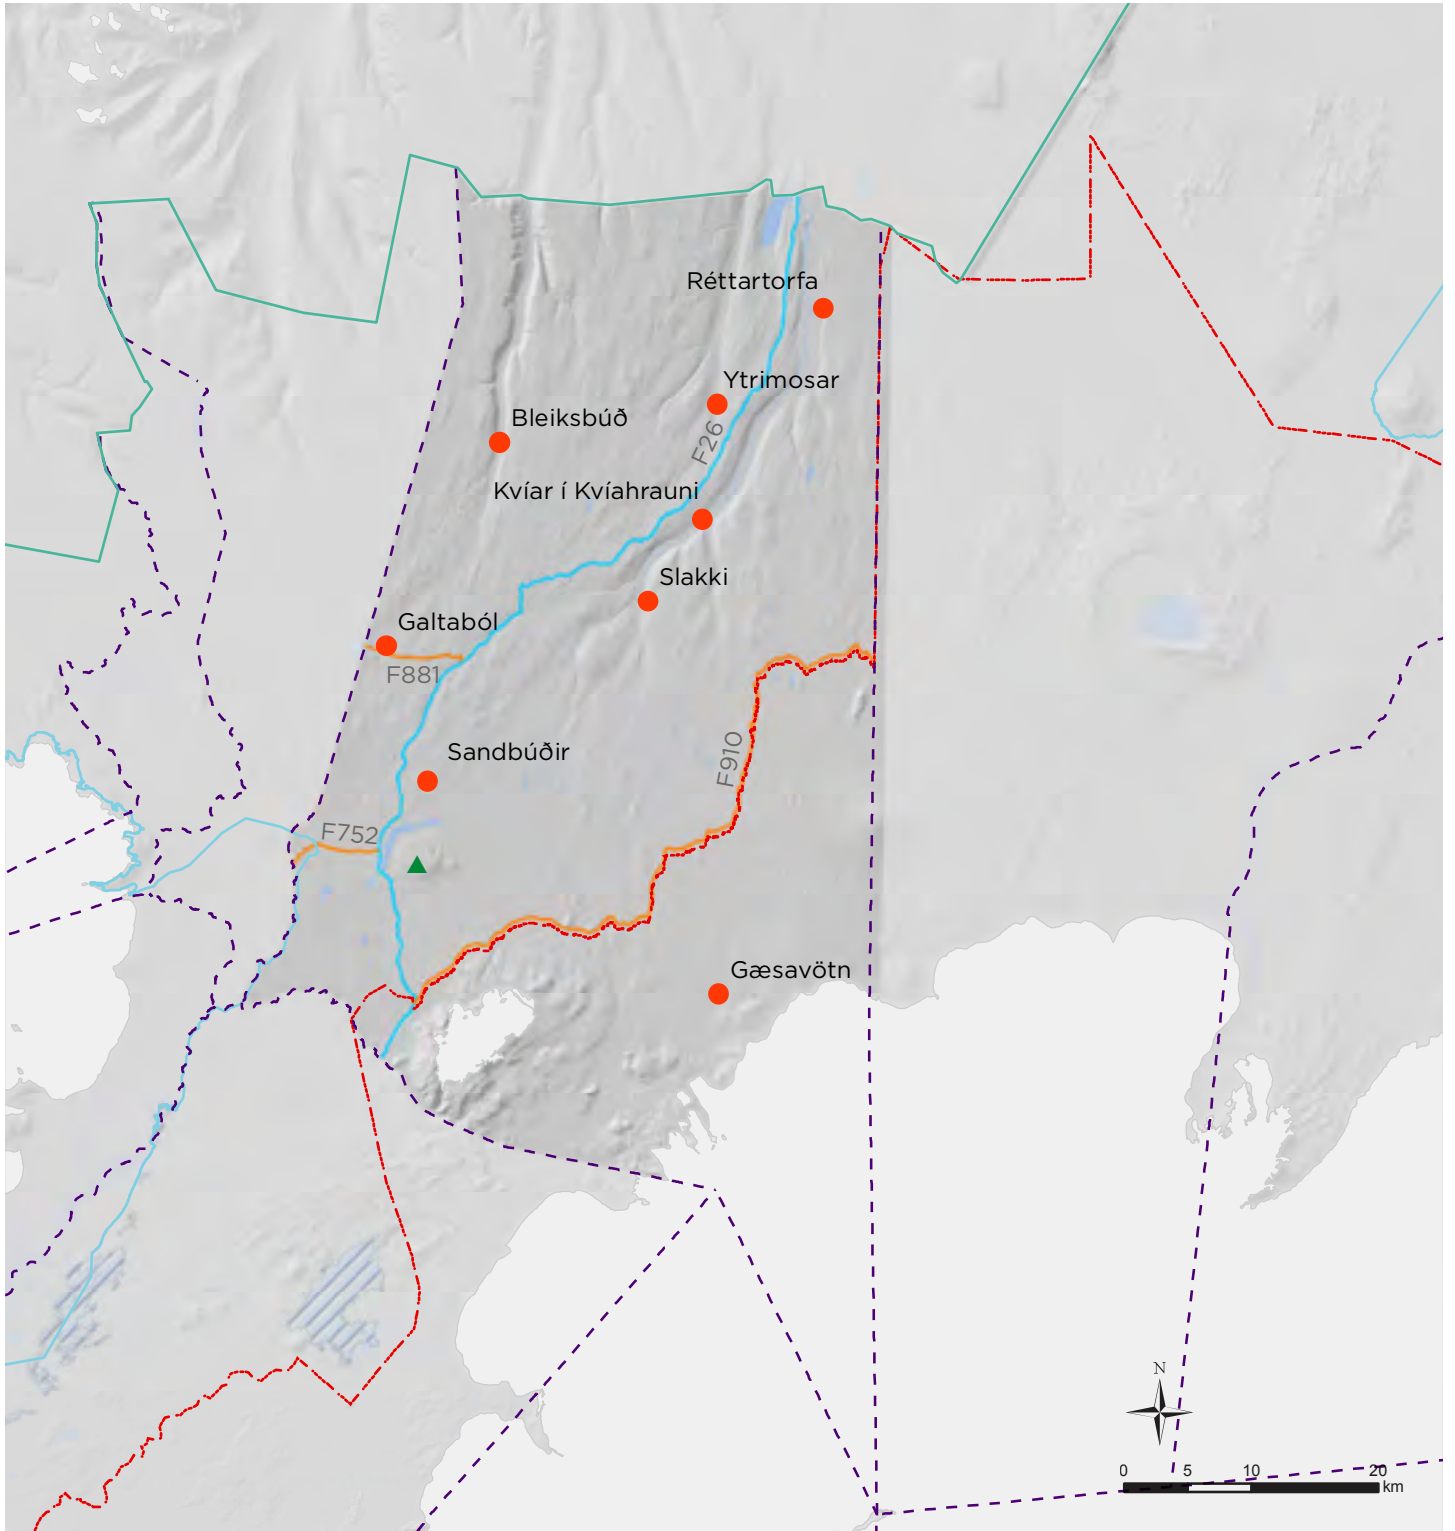 Réttartorfa
Ytrimosar
Bleiksbúð
F26
Kvíar í Kvíahrauni
Slakki
Galtaból
F881
Sandbúðir
F910
F752
Gæsavötn
N
0 5 10 20
km